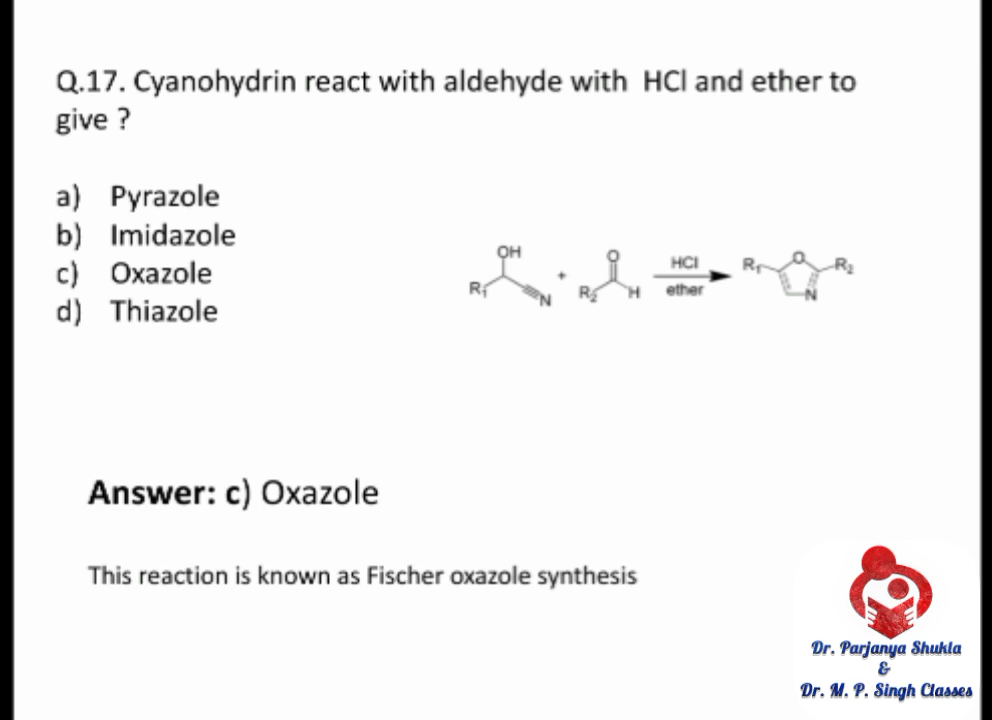 Q.17. Cyanohydrin react with aldehyde with HCl and ether to
give ?
a) Pyrazole
b) Imidazole
c) Oxazole
d) Thiazole
OH
R₁
N
+
O
R₂
H
HCl
ether
R₁
O
R₂
N
Answer: c) Oxazole
This reaction is known as Fischer oxazole synthesis
Dr. Parjanya Shukla
&
Dr. M. P. Singh Classes